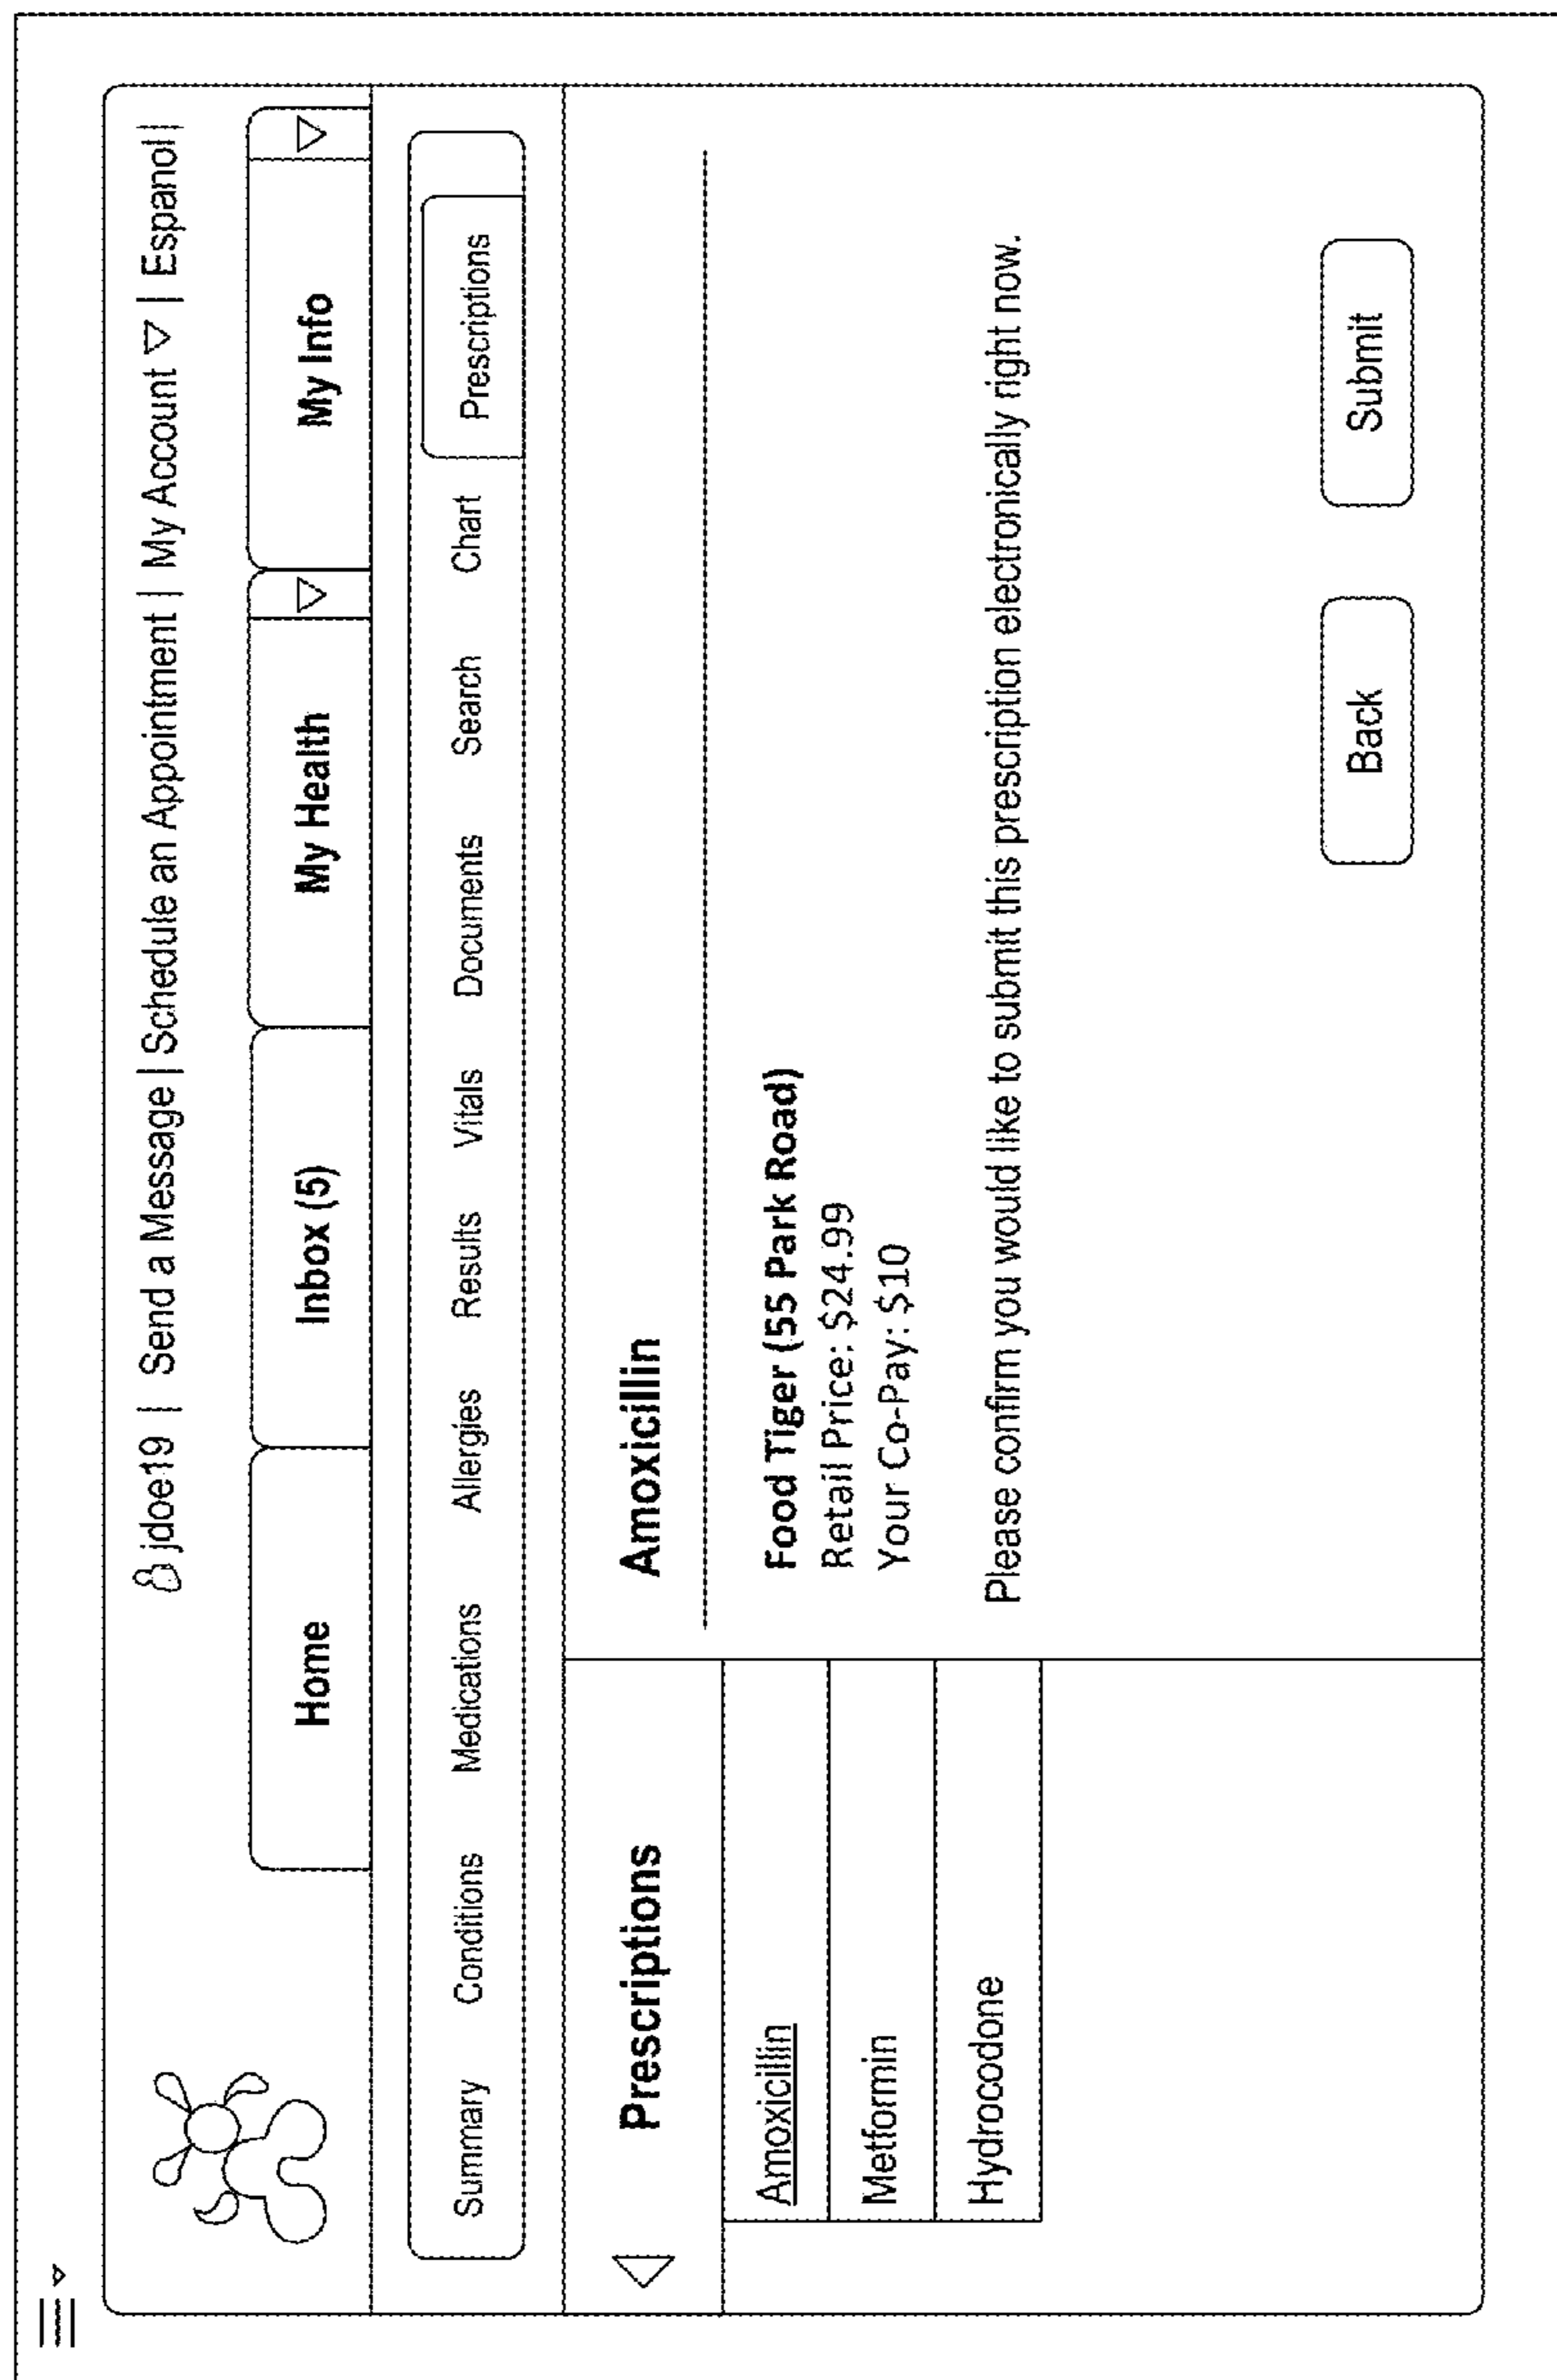 jdoe19 | Send a Message | Schedule an Appointment | My Account ▽ | Espanol |
Home Inbox (5) My Health My Info
Summary Conditions Medications Allergies Results Vitals Documents Search Chart Prescriptions
Prescriptions
Amoxicillin
Metformin
Hydrocodone
Amoxicillin
Food Tiger (55 Park Road)
Retail Price: $24.99
Your Co-Pay: $10
Please confirm you would like to submit this prescription electronically right now.
Back Submit